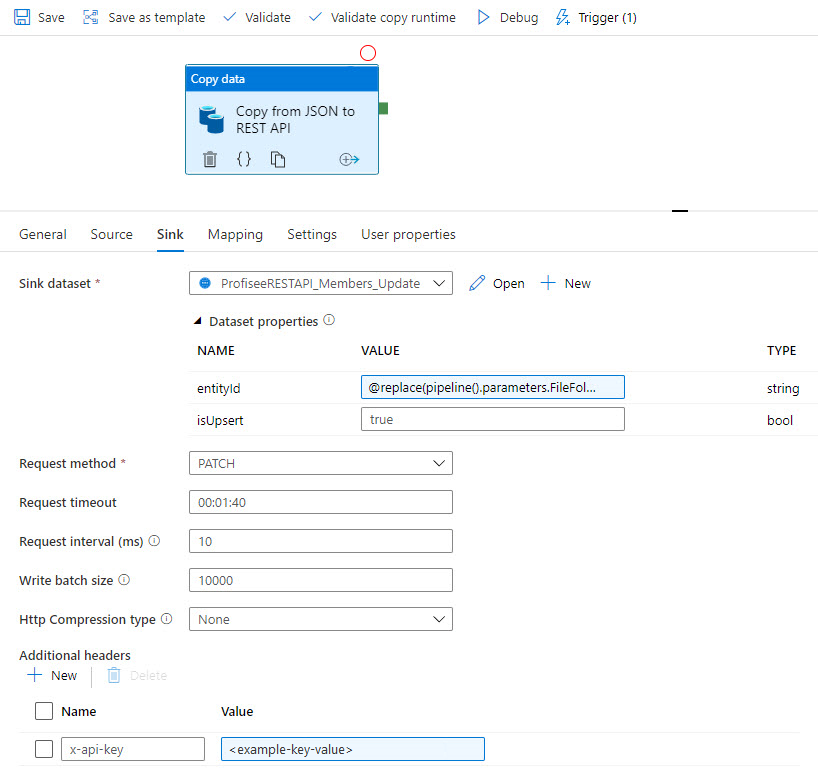 Save Save as template Validate Validate copy runtime Debug Trigger (1)
Copy data
Copy from JSON to
REST API
{}
General Source Sink Mapping Settings User properties
Sink dataset * ProfiseeRESTAPI_Members_Update Open New
Dataset properties
NAME VALUE TYPE
entityId @replace(pipeline().parameters.FileFol... string
isUpsert true bool
Request method * PATCH
Request timeout 00:01:40
Request interval (ms) 10
Write batch size 10000
Http Compression type None
Additional headers
New Delete
Name Value
x-api-key <example-key-value>